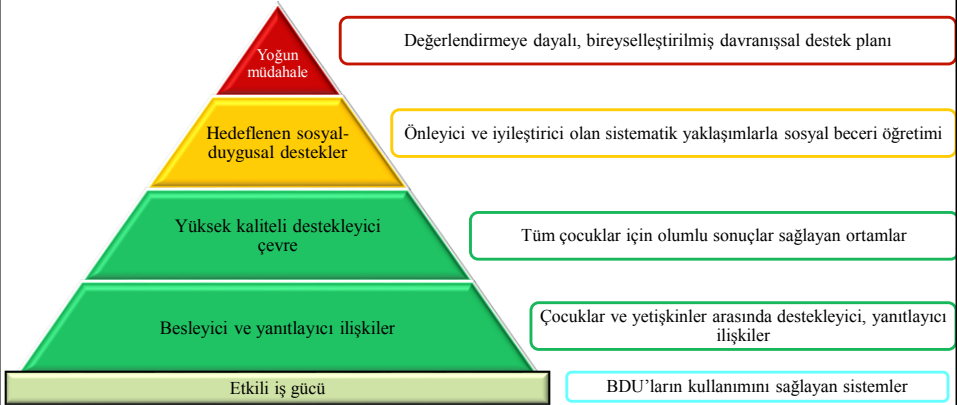 Yoğun
müdahale
Değerlendirmeye dayalı, bireyselleştirilmiş davranışsal destek planı
Hedeflenen sosyal-
duygusal destekler
Önleyici ve iyileştirici olan sistematik yaklaşımlarla sosyal beceri öğretimi
Yüksek kaliteli destekleyici
çevre
Tüm çocuklar için olumlu sonuçlar sağlayan ortamlar
Besleyici ve yanıtlayıcı ilişkiler
Çocuklar ve yetişkinler arasında destekleyici, yanıtlayıcı
ilişkiler
Etkili iş gücü
BDU’ların kullanımını sağlayan sistemler